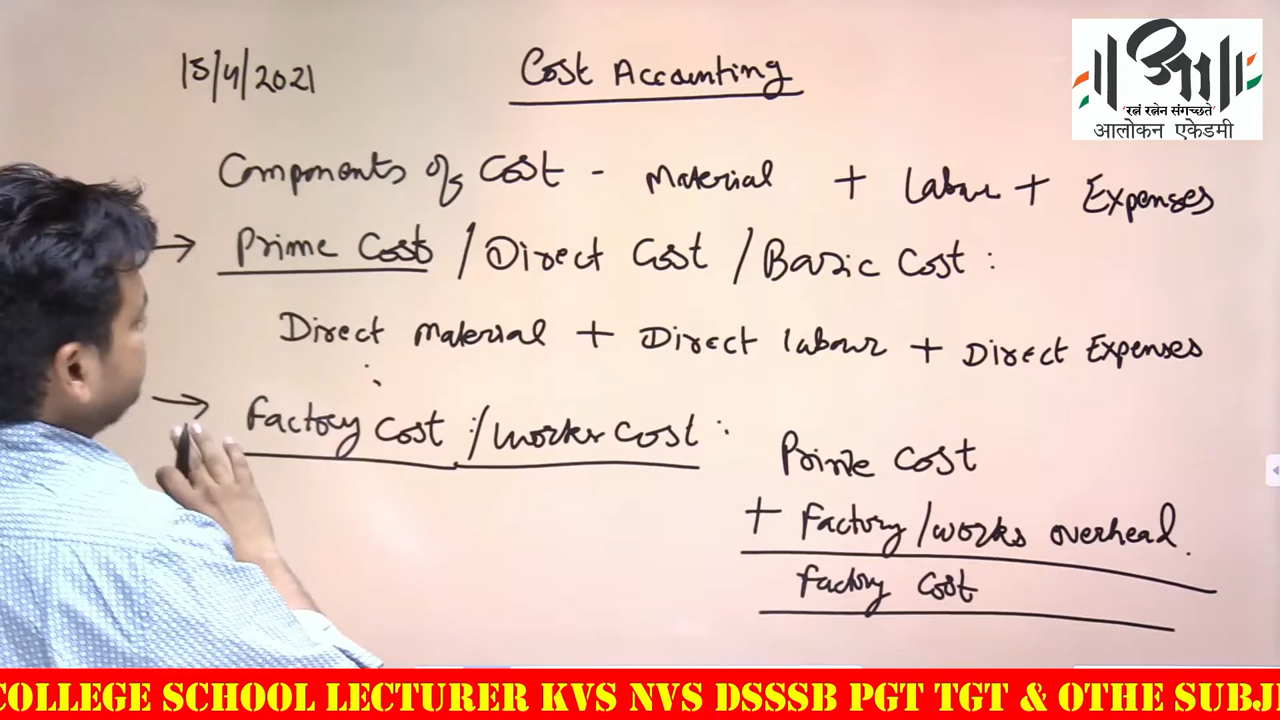 15/4/2021
Cost Accounting
रत्नं रत्नेन संगच्छते
आलोकन एकेडमी
Components of Cost - Material + Labour + Expenses
→ Prime Cost / Direct Cost / Basic Cost :
Direct Material + Direct labour + Direct Expenses
→ Factory Cost / works Cost :
Prime Cost
+ Factory/works overhead.
Factory Cost
COLLEGE SCHOOL LECTURER KVS NVS DSSSB PGT TGT & OTHE SUBJ